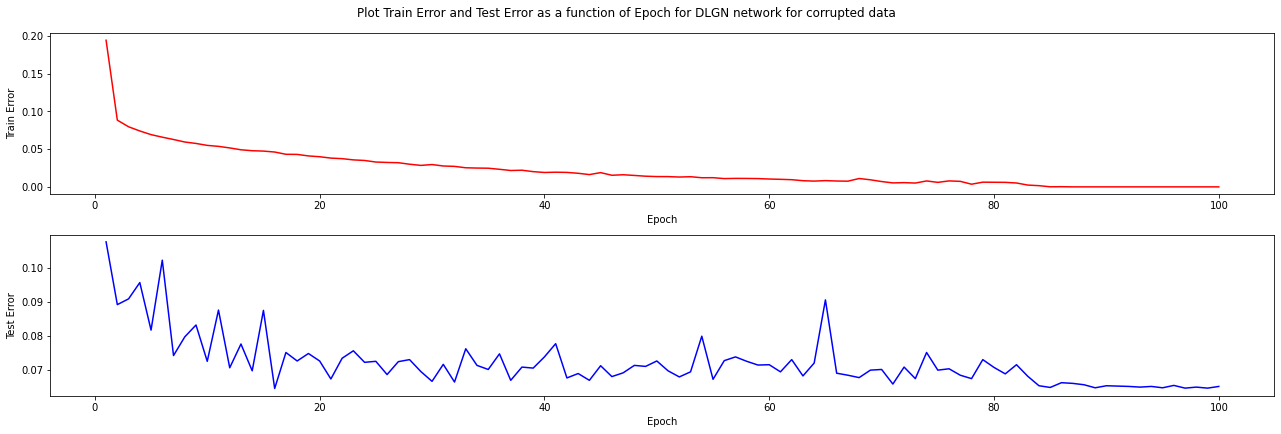 Plot Train Error and Test Error as a function of Epoch for DLGN network for corrupted data
0.20
0.15
0.10
0.05
0.00
Train Error
0 20 40 60 80 100
Epoch
0.10
0.09
0.08
0.07
Test Error
0 20 40 60 80 100
Epoch